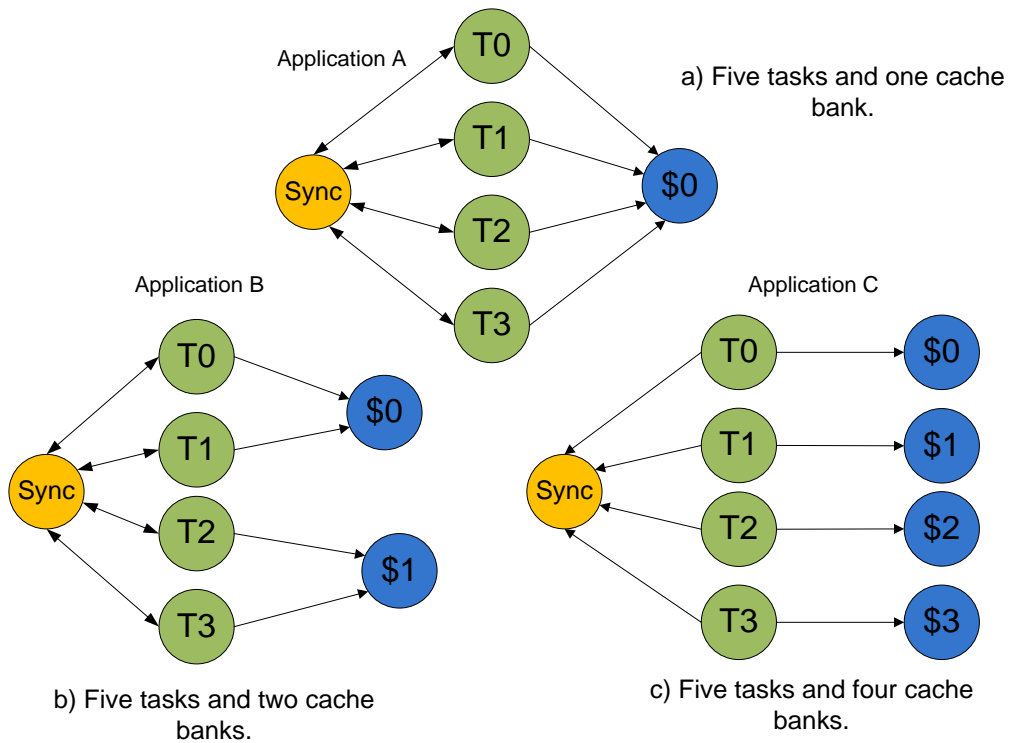 Application A
T0
a) Five tasks and one cache
bank.
T1
Sync
$0
T2
T3
Application B
T0
$0
T1
Sync
T2
$1
T3
b) Five tasks and two cache
banks.
Application C
T0
$0
T1
$1
Sync
T2
$2
T3
$3
c) Five tasks and four cache
banks.